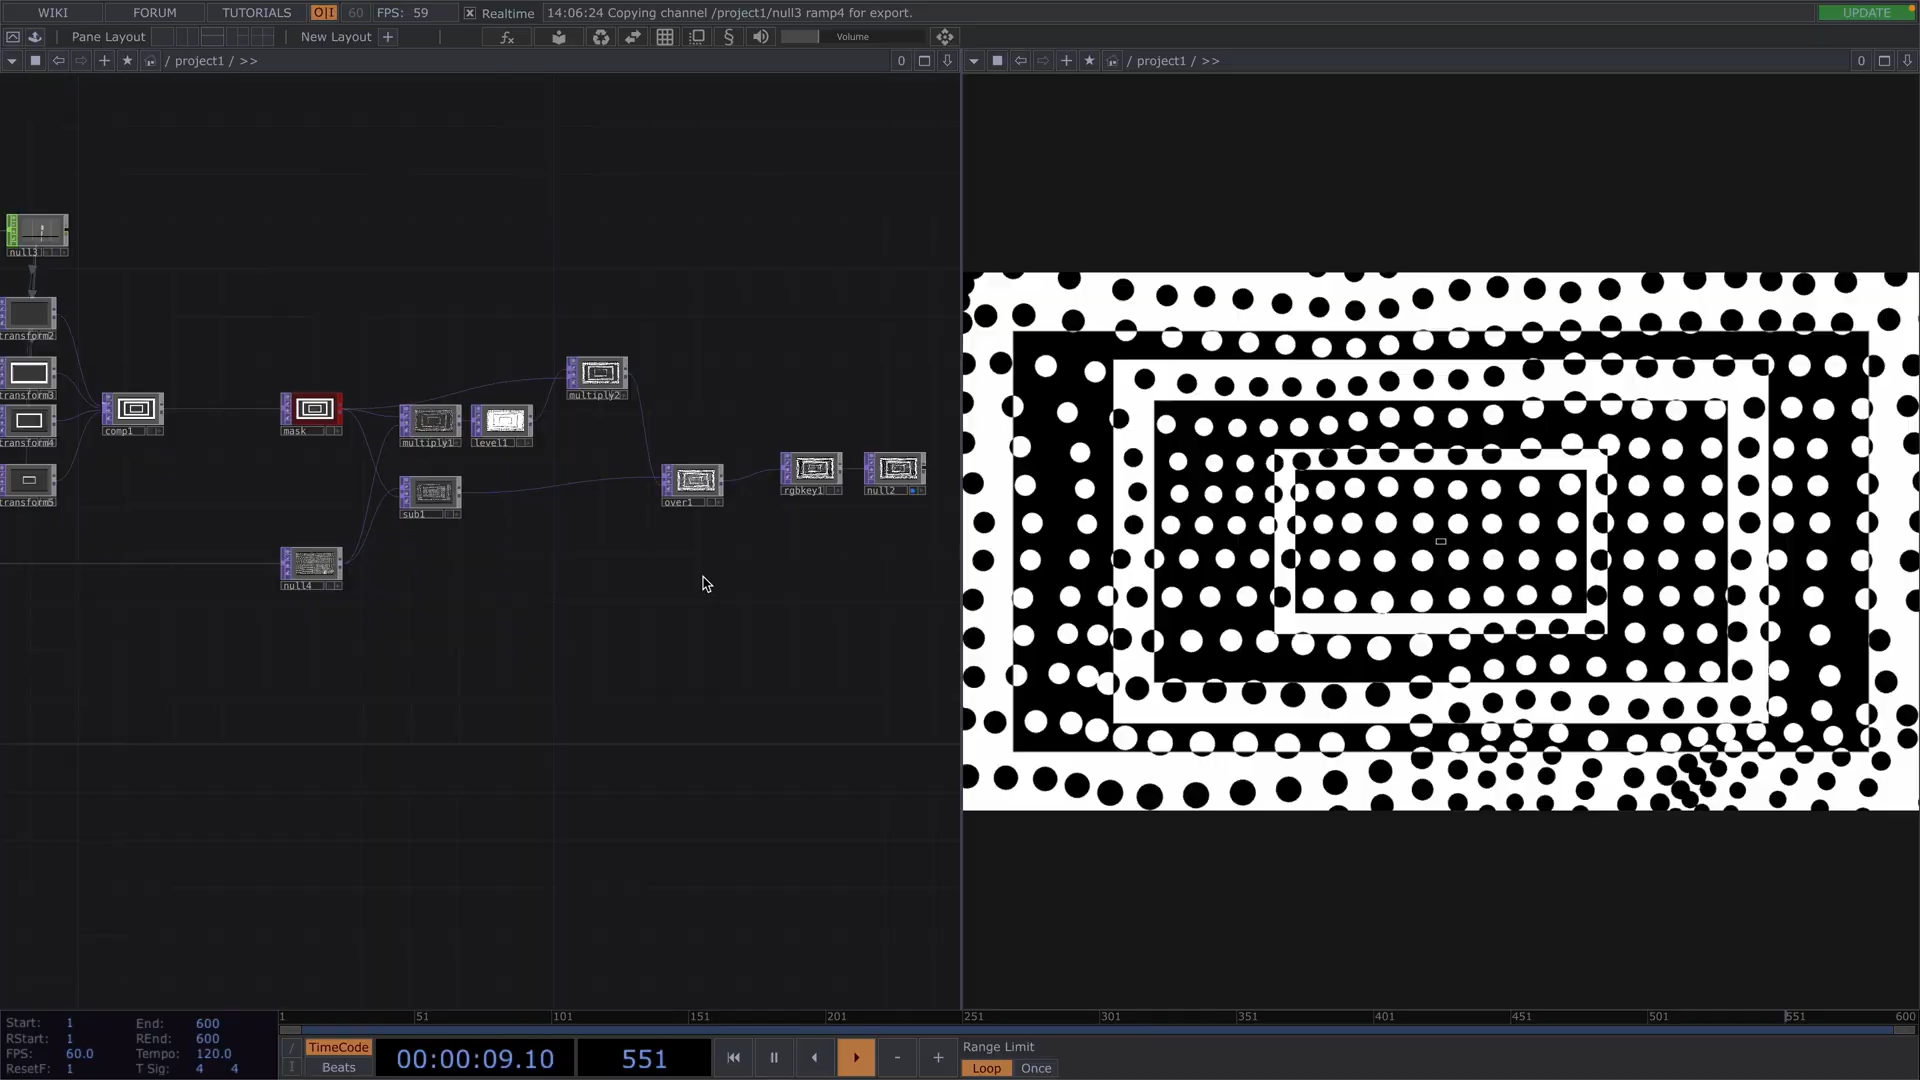 WIKI FORUM TUTORIALS O|I 60 FPS: 59 Realtime 14:06:24 Copying channel /project1/null3 ramp4 for export. UPDATE
Pane Layout New Layout + Volume
/ project1 / >> 0 / project1 / >> 0
null3
transform2
transform3
comp1
mask
transform4
multiply1
level1
multiply2
transform5
sub1
over1
rgbkey1
null2
null4
1 51 101 151 201 251 301 351 401 451 501 551 600
Start: 1 End: 600
RStart: 1 REnd: 600
FPS: 60.0 Tempo: 120.0
ResetF: 1 T Sig: 4 4
TimeCode
Beats
00:00:09.10
551
- +
Range Limit
Loop Once